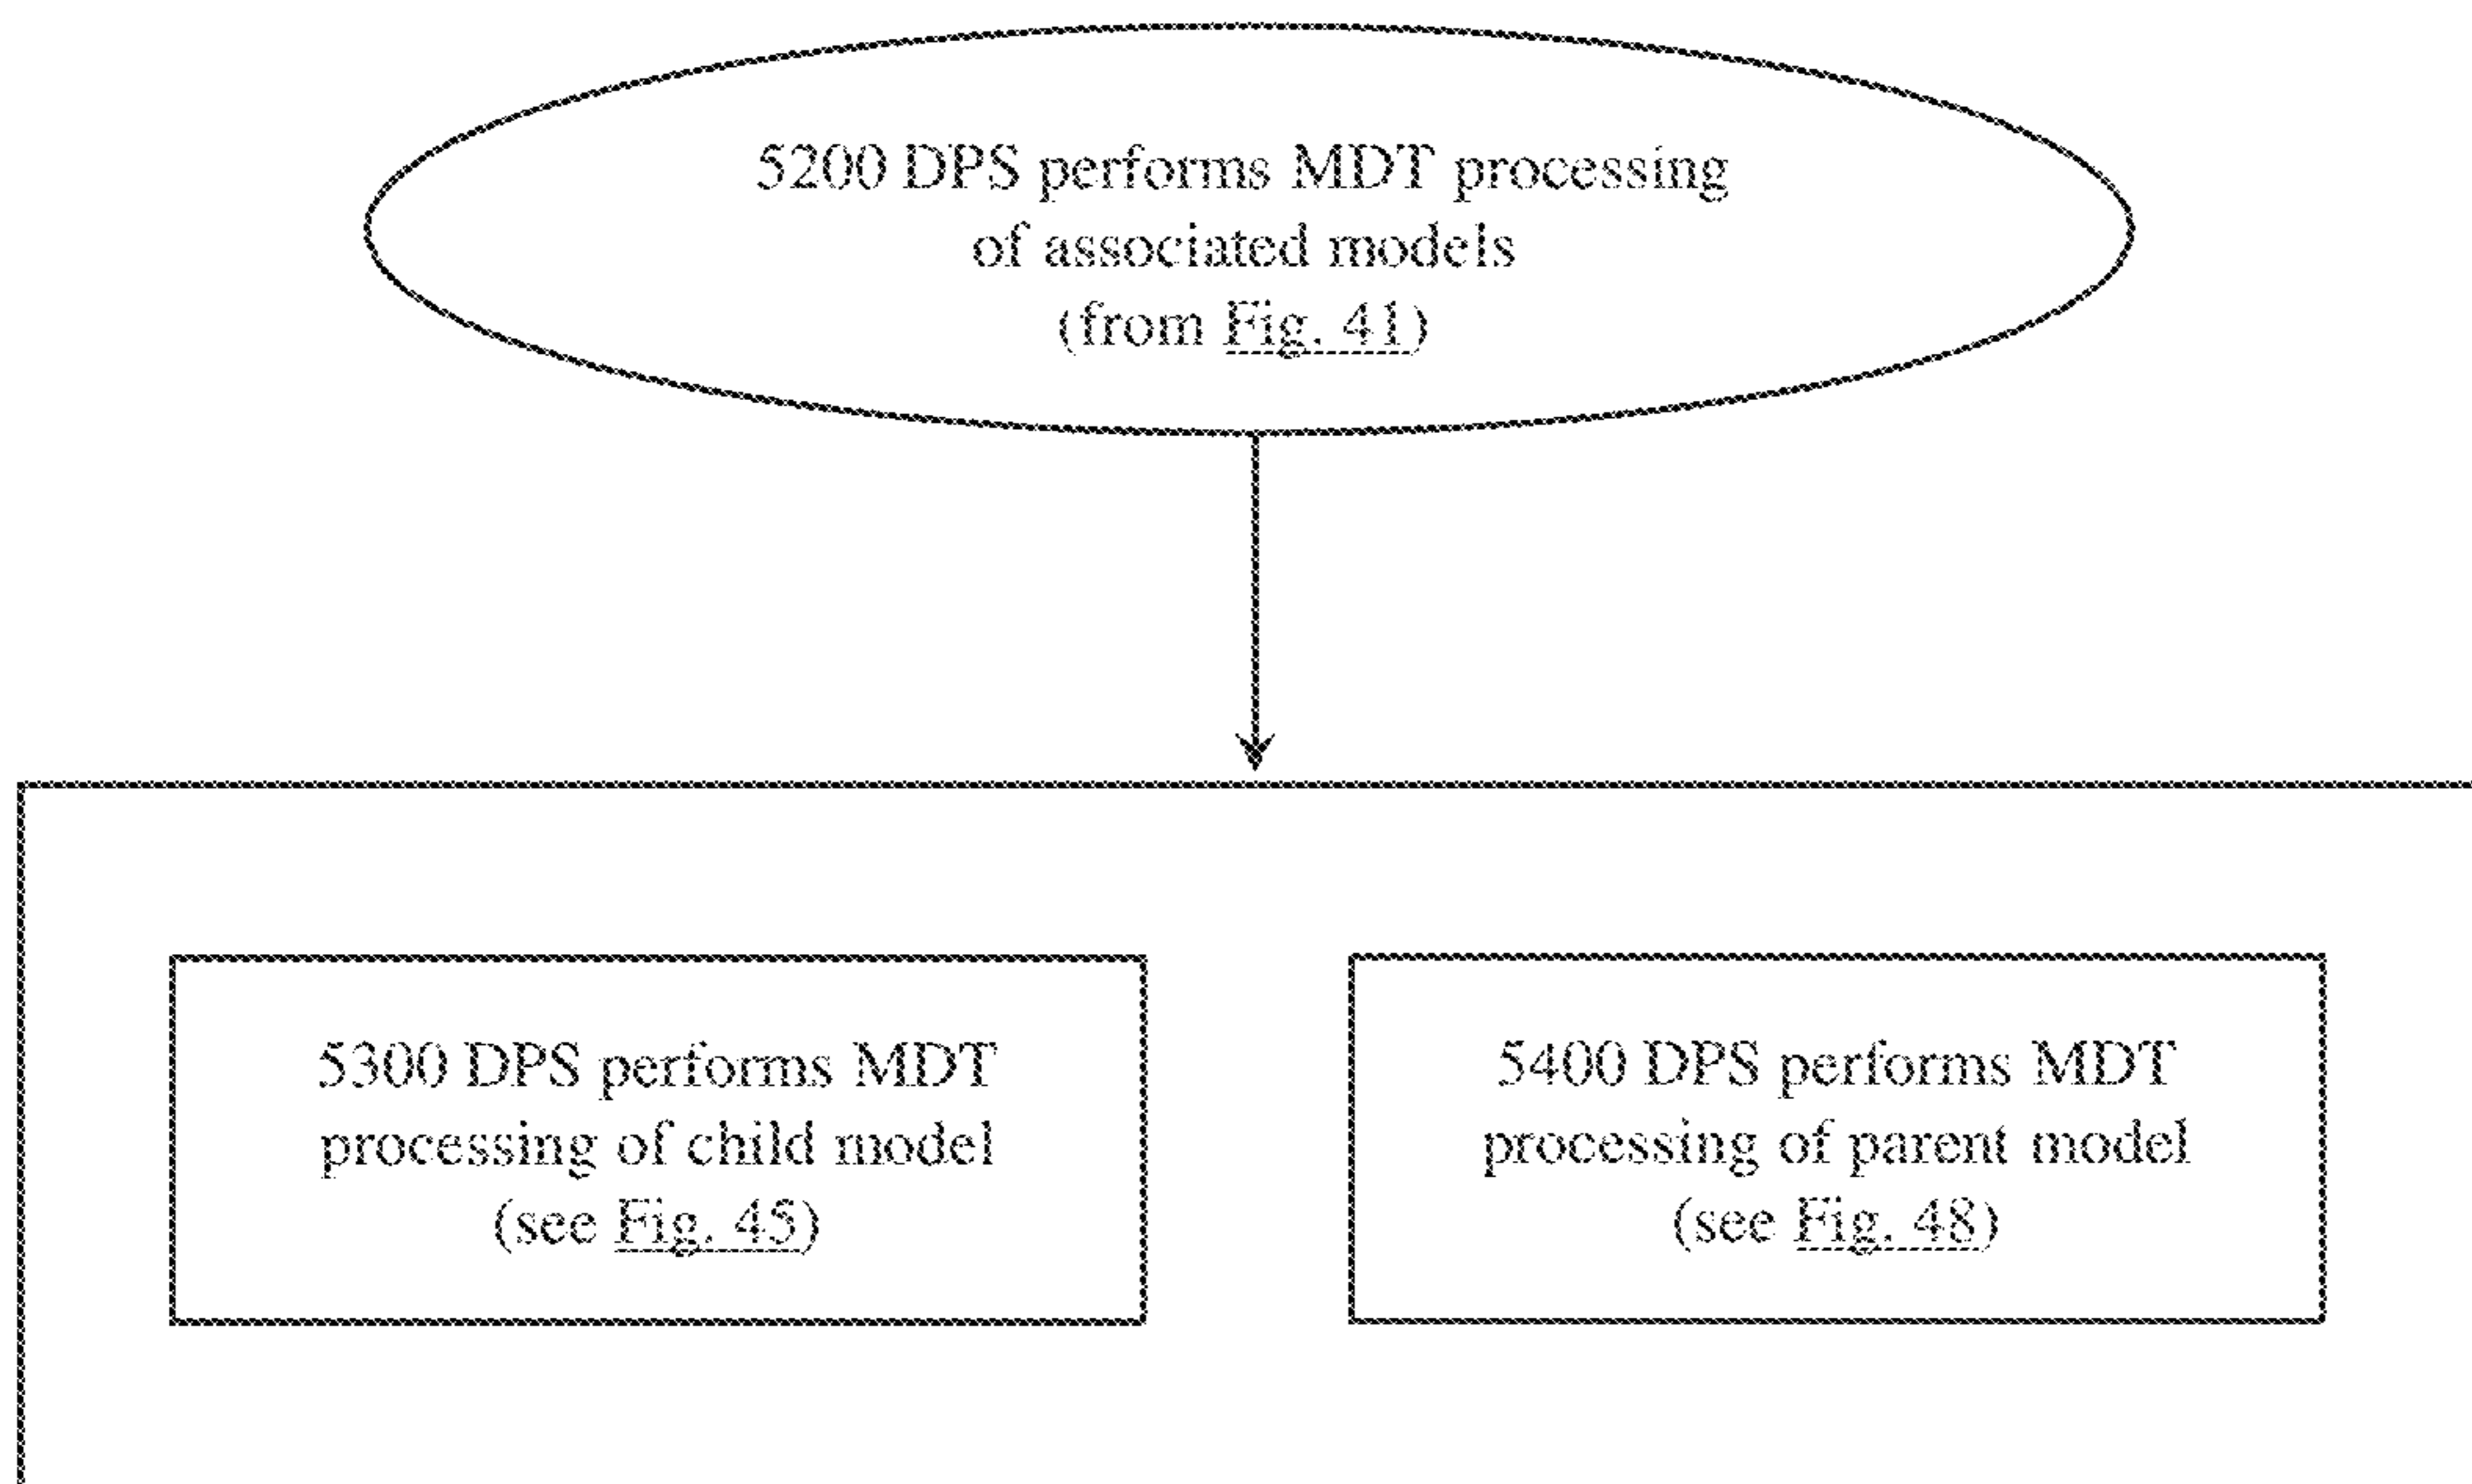 5200 DPS performs MDT processing
of associated models
(from Fig. 41)
5300 DPS performs MDT
processing of child model
(see Fig. 45)
5400 DPS performs MDT
processing of parent model
(see Fig. 48)